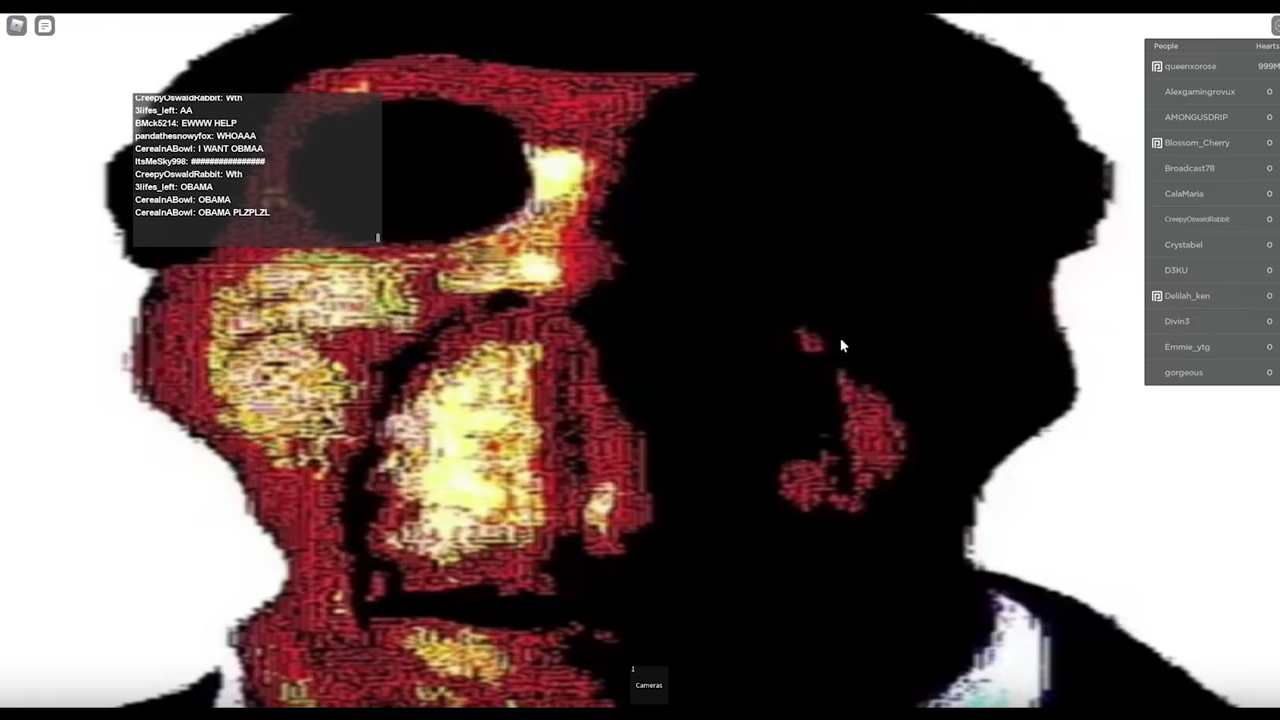 CreepyOswaldRabbit: Wth
3lifes_left: AA
BMck5214: EWWW HELP
pandathesnowyfox: WHOAAA
CerealnABowl: I WANT OBMAA
ItsMeSky998: ################
CreepyOswaldRabbit: Wth
3lifes_left: OBAMA
CerealnABowl: OBAMA
CerealnABowl: OBAMA PLZPLZL
People Hearts
queenxorose 999M
Alexgamingrovux 0
AMONGUSDRIP 0
Blossom_Cherry 0
Broadcast78 0
CalaMaria 0
CreepyOswaldRabbit 0
Crystabel 0
D3KU 0
Delilah_ken 0
Divin3 0
Emmie_ytg 0
gorgeous 0
1
Cameras